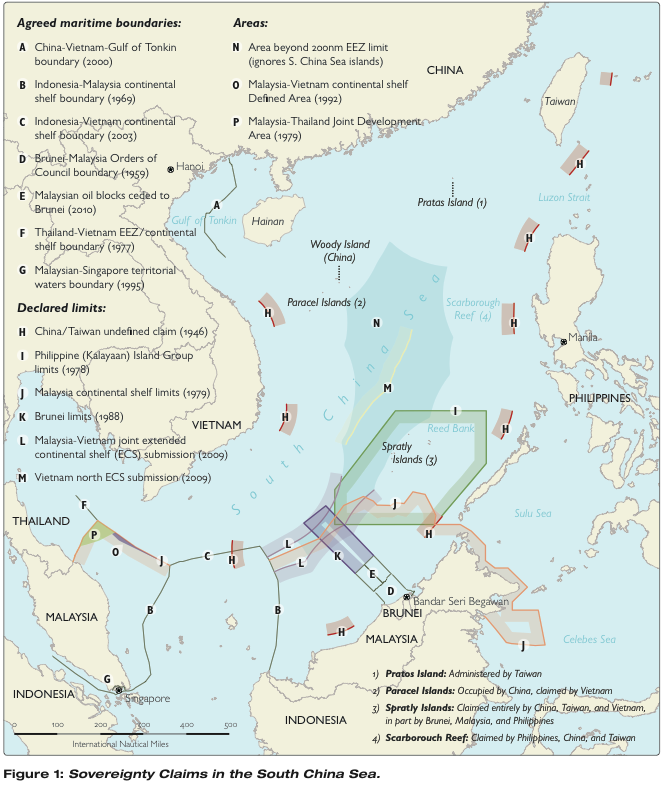 Agreed maritime boundaries:
A China-Vietnam-Gulf of Tonkin
boundary (2000)
B Indonesia-Malaysia continental
shelf boundary (1969)
C Indonesia-Vietnam continental
shelf boundary (2003)
D Brunei-Malaysia Orders of
Council boundary (1959)
E Malaysian oil blocks ceded to
Brunei (2010)
F Thailand-Vietnam EEZ/continental
shelf boundary (1977)
G Malaysian-Singapore territorial
waters boundary (1995)
Declared limits:
H China/Taiwan undefined claim (1946)
I Philippine (Kalayaan) Island Group
limits (1978)
J Malaysia continental shelf limits (1979)
K Brunei limits (1988)
L Malaysia-Vietnam joint extended
continental shelf (ECS) submission (2009)
M Vietnam north ECS submission (2009)
Areas:
N Area beyond 200nm EEZ limit
(ignores S. China Sea islands)
O Malaysia-Vietnam continental shelf
Defined Area (1992)
P Malaysia-Thailand Joint Development
Area (1979)
CHINA
Taiwan
H
Hanoi
A
Gulf of Tonkin
Hainan
Pratas Island (1)
Luzon Strait
H
Woody Island
(China)
Paracel Islands (2)
H
N
Scarborough
Reef (4)
H
Manila
South China Sea
M
PHILIPPINES
VIETNAM
H
I
Reed Bank
H
Spratly
Islands (3)
THAILAND
F
P
O
J
C
H
L
L
K
J
H
Sulu Sea
E
D
Bandar Seri Begawan
BRUNEI
B
B
MALAYSIA
H
MALAYSIA
J
Celebes Sea
G
Singapore
INDONESIA
INDONESIA
0 100 200 300 400 500
International Nautical Miles
1) Pratos Island: Administered by Taiwan
2) Paracel Islands: Occupied by China, claimed by Vietnam
3) Spratly Islands: Claimed entirely by China, Taiwan, and Vietnam,
in part by Brunei, Malaysia, and Philippines
4) Scarborouch Reef: Claimed by Philippines, China, and Taiwan
Figure 1: Sovereignty Claims in the South China Sea.